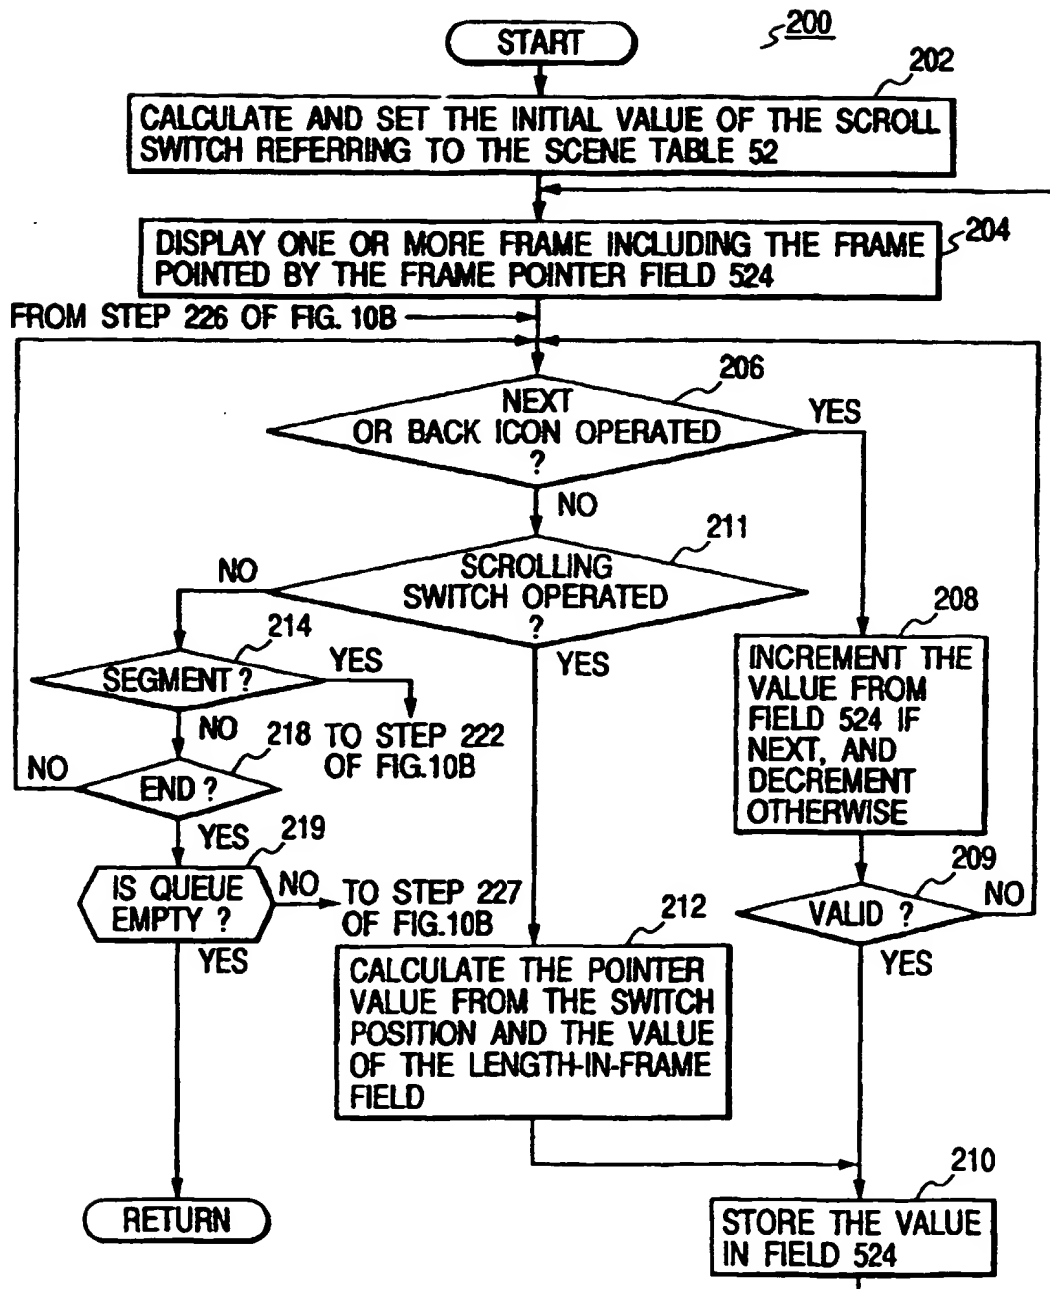 200
START
202
CALCULATE AND SET THE INITIAL VALUE OF THE SCROLL
SWITCH REFERRING TO THE SCENE TABLE 52
DISPLAY ONE OR MORE FRAME INCLUDING THE FRAME
POINTED BY THE FRAME POINTER FIELD 524
204
FROM STEP 226 OF FIG. 10B
206
NEXT
OR BACK ICON OPERATED
?
YES
NO
211
SCROLLING
SWITCH OPERATED
?
NO
YES
214
SEGMENT ?
YES
NO
TO STEP 222
OF FIG.10B
218
END ?
NO
YES
219
IS QUEUE
EMPTY ?
NO
TO STEP 227
OF FIG.10B
YES
208
INCREMENT THE
VALUE FROM
FIELD 524 IF
NEXT, AND
DECREMENT
OTHERWISE
209
VALID ?
NO
YES
212
CALCULATE THE POINTER
VALUE FROM THE SWITCH
POSITION AND THE VALUE
OF THE LENGTH-IN-FRAME
FIELD
210
STORE THE VALUE
IN FIELD 524
RETURN